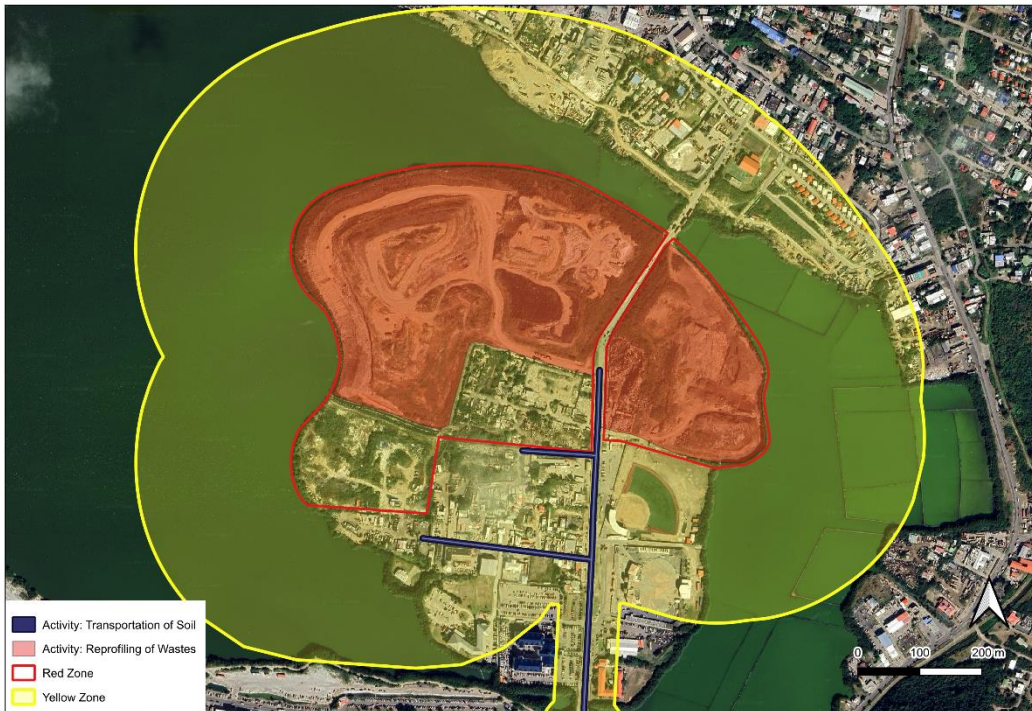 Activity: Transportation of Soil
Activity: Reprofiling of Wastes
Red Zone
Yellow Zone
0 100 200 m